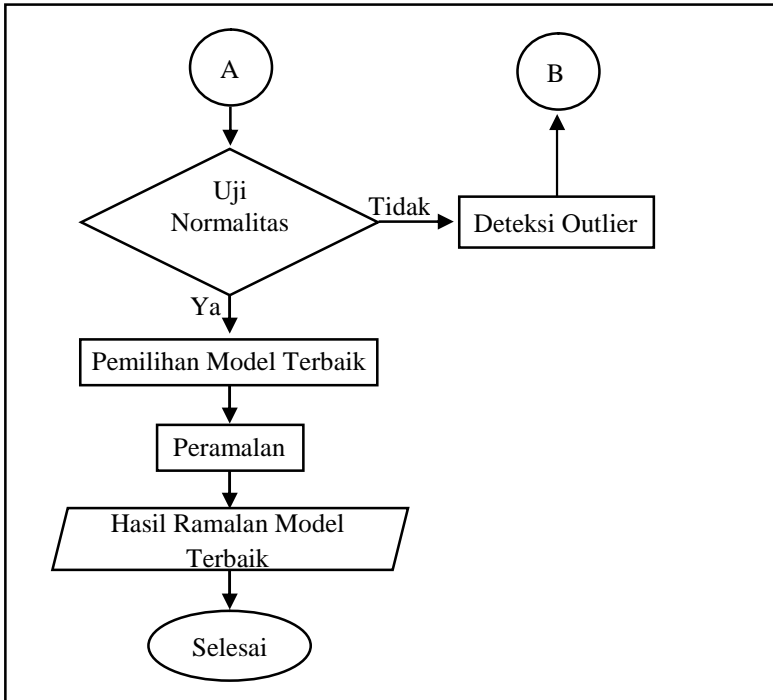 A
B
Uji
Normalitas
Tidak
Deteksi Outlier
Ya
Pemilihan Model Terbaik
Peramalan
Hasil Ramalan Model
Terbaik
Selesai